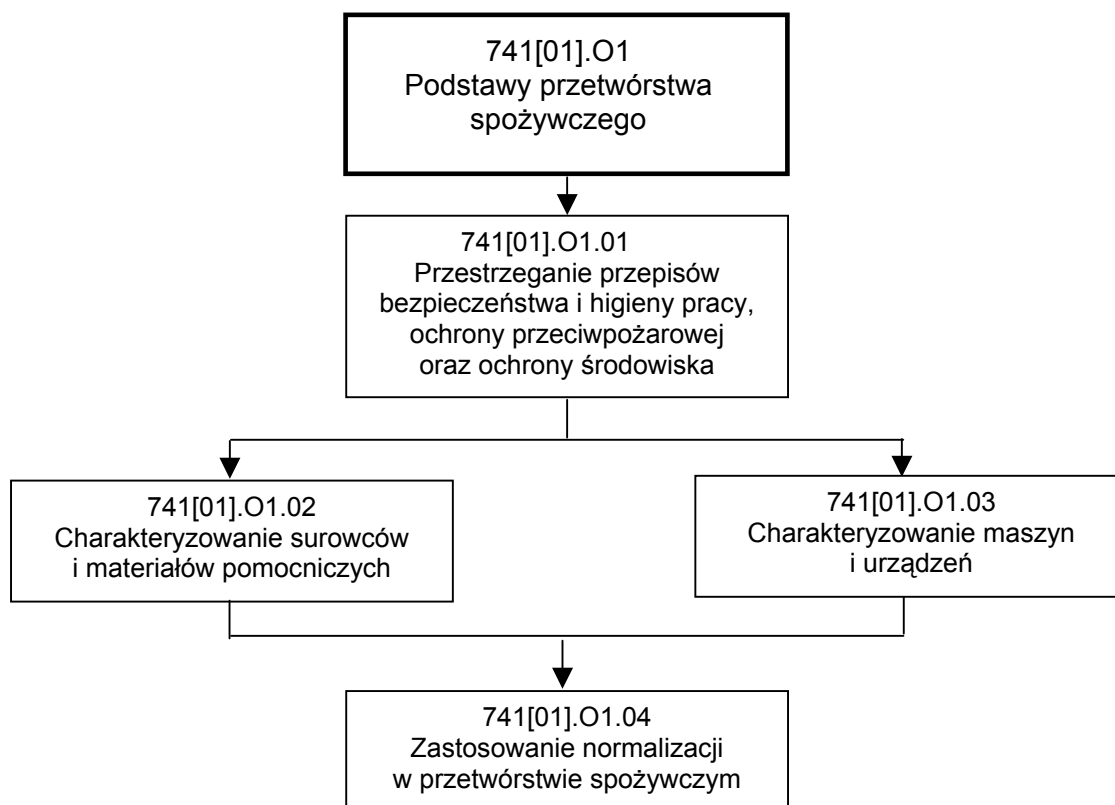 741[01].O1
Podstawy przetwórstwa
spożywczego
741[01].O1.01
Przestrzeganie przepisów
bezpieczeństwa i higieny pracy,
ochrony przeciwpożarowej
oraz ochrony środowiska
741[01].O1.02
Charakteryzowanie surowców
i materiałów pomocniczych
741[01].O1.03
Charakteryzowanie maszyn
i urządzeń
741[01].O1.04
Zastosowanie normalizacji
w przetwórstwie spożywczym